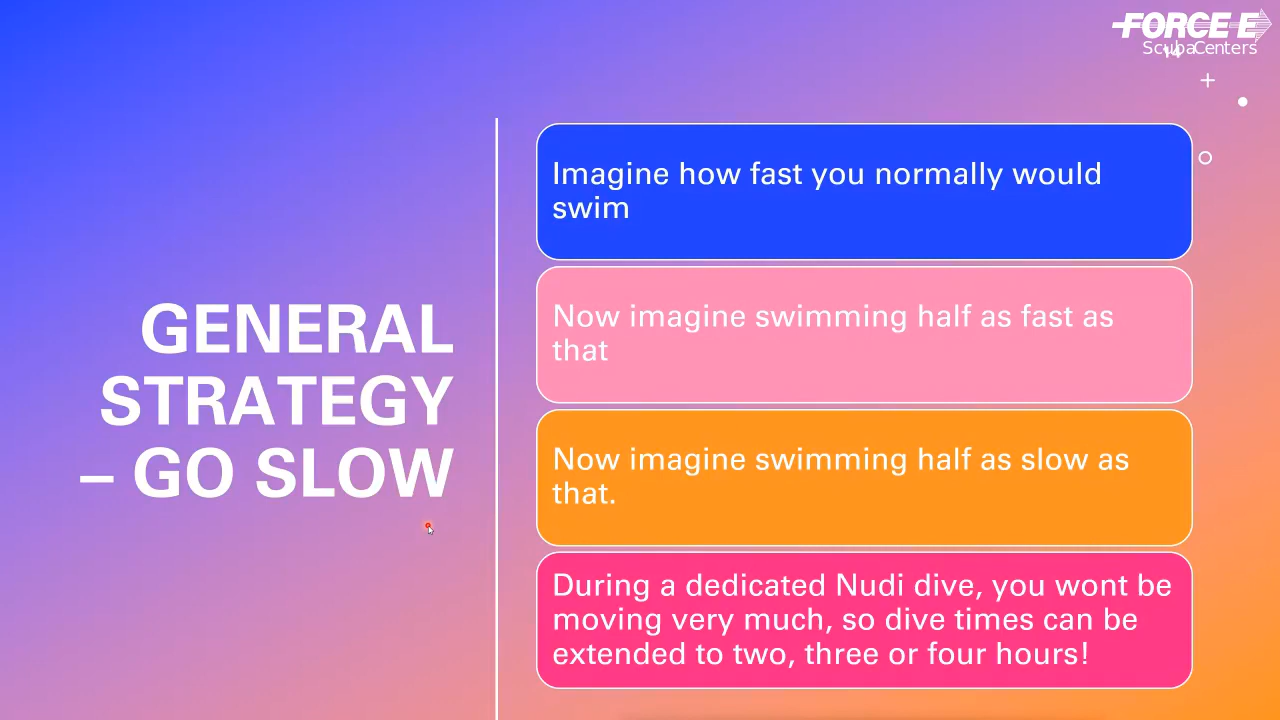 FORCE-E
ScubaCenters
14
GENERAL
STRATEGY
– GO SLOW
Imagine how fast you normally would
swim
Now imagine swimming half as fast as
that
Now imagine swimming half as slow as
that.
During a dedicated Nudi dive, you wont be
moving very much, so dive times can be
extended to two, three or four hours!